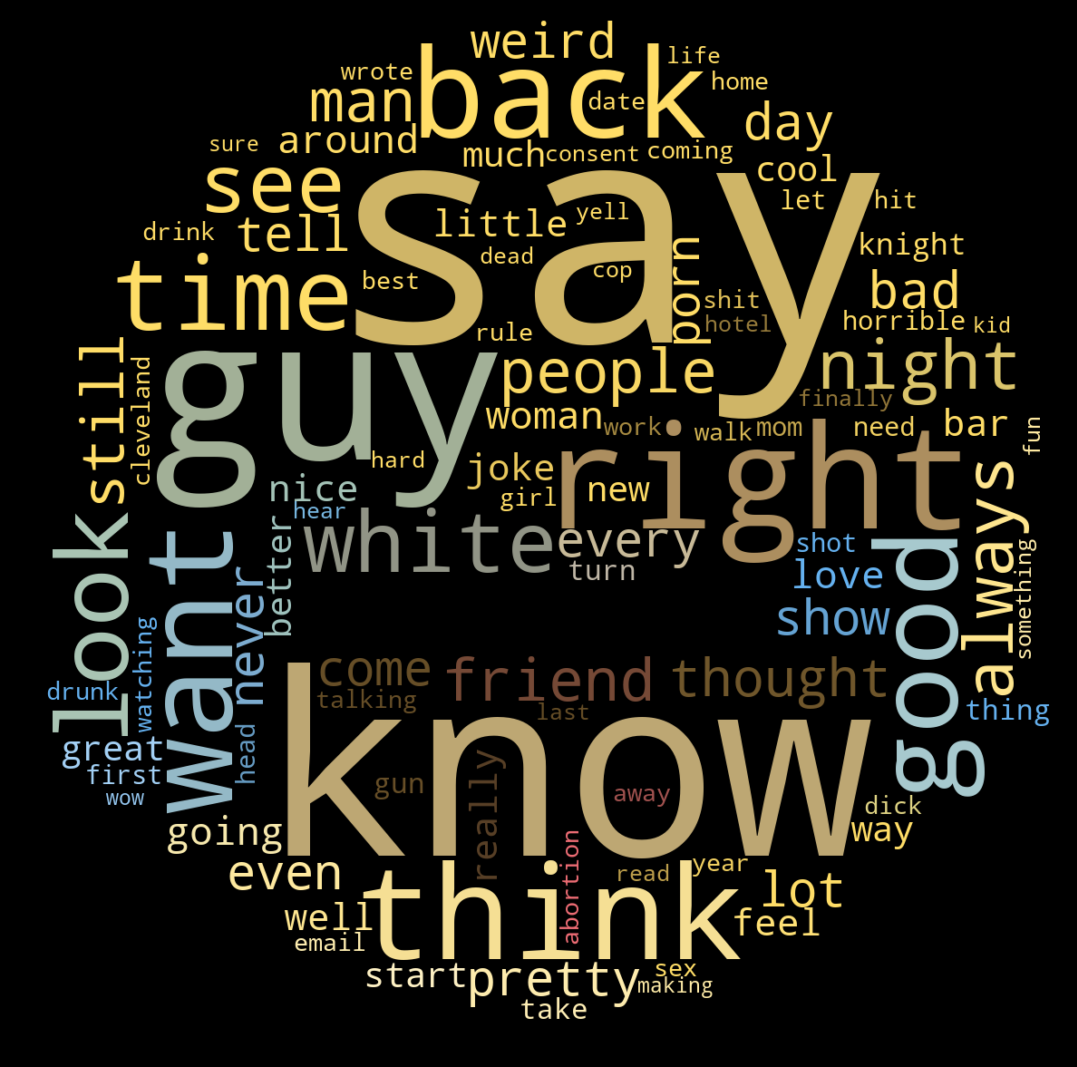 weird
back
life
wrote
home
man
date
day
sure
around
much
consent
coming
cool
see
say
let
hit
drink
tell
little
yell
knight
time
best
dead
cop
porn
shit
bad
hotel
horrible
kid
rule
still
cleveland
guy
people
night
finally
woman
work
walk
mom
need
bar
fun
hard
joke
right
nice
girl
new
hear
look
want
never
better
white
every
turn
shot
love
show
good
always
something
watching
drunk
come
friend
thought
talking
last
thing
great
first
wow
head
know
gun
really
away
dick
way
going
even
think
abortion
read
year
lot
well
email
feel
start
pretty
sex
making
take